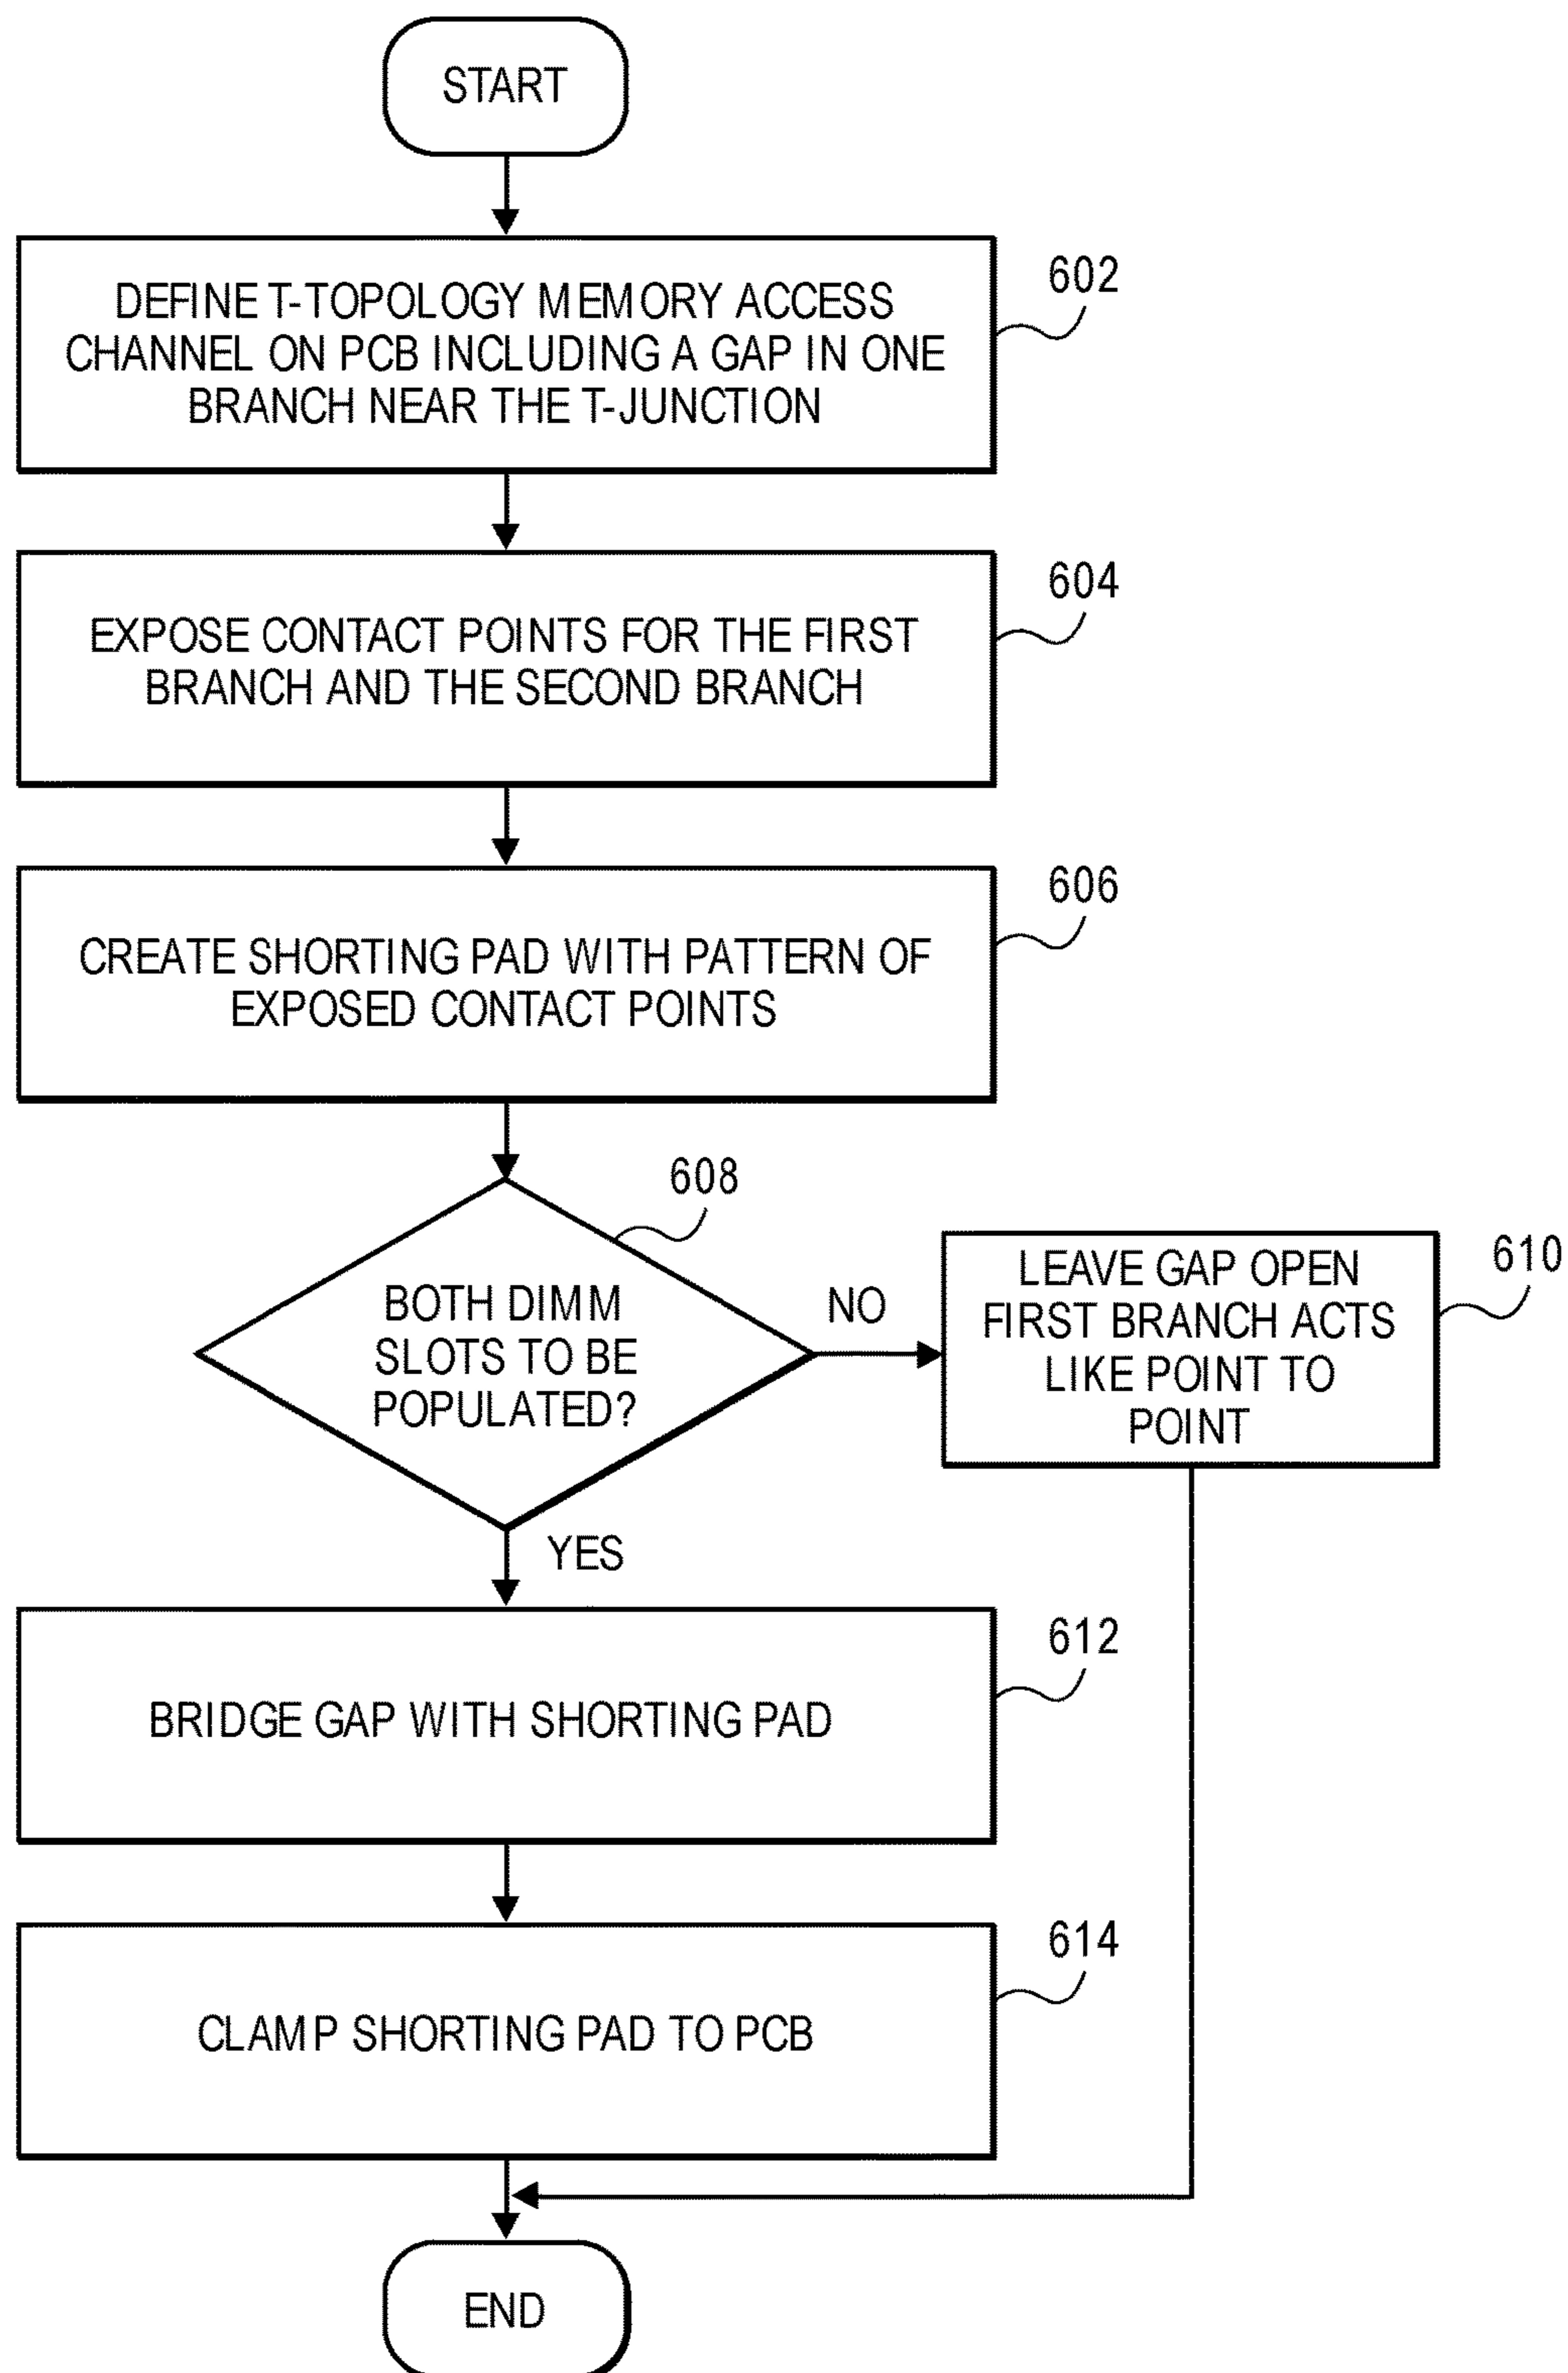 START
DEFINE T-TOPOLOGY MEMORY ACCESS
CHANNEL ON PCB INCLUDING A GAP IN ONE
BRANCH NEAR THE T-JUNCTION
602
EXPOSE CONTACT POINTS FOR THE FIRST
BRANCH AND THE SECOND BRANCH
604
CREATE SHORTING PAD WITH PATTERN OF
EXPOSED CONTACT POINTS
606
BOTH DIMM
SLOTS TO BE
POPULATED?
608
NO
LEAVE GAP OPEN
FIRST BRANCH ACTS
LIKE POINT TO
POINT
610
YES
BRIDGE GAP WITH SHORTING PAD
612
CLAMP SHORTING PAD TO PCB
614
END